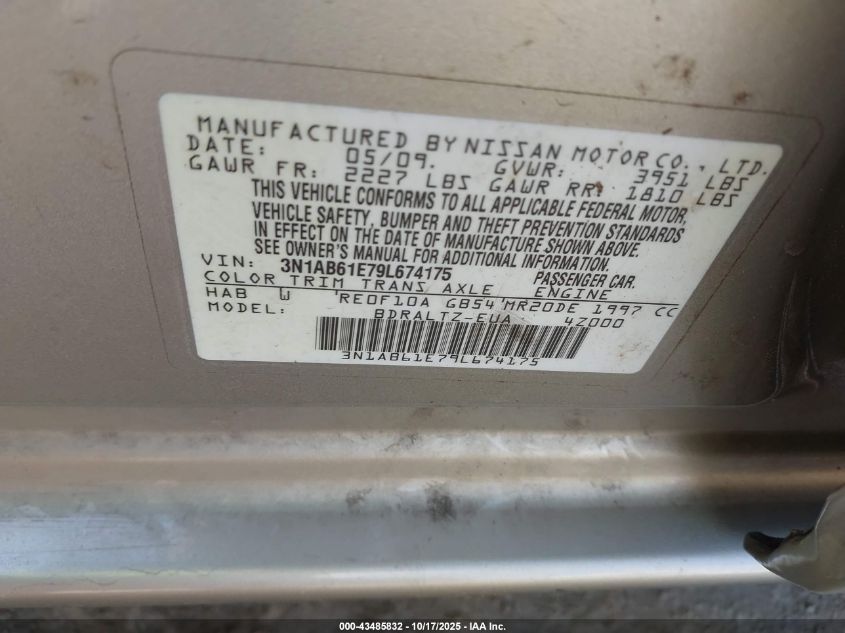 MANUFACTURED BY NISSAN MOTOR CO., LTD.
DATE: 05/09. GVWR: 3951 LBS
GAWR FR: 2227 LBS GAWR RR: 1810 LBS
THIS VEHICLE CONFORMS TO ALL APPLICABLE FEDERAL MOTOR,
VEHICLE SAFETY, BUMPER AND THEFT PREVENTION STANDARDS
IN EFFECT ON THE DATE OF MANUFACTURE SHOWN ABOVE.
SEE OWNER'S MANUAL FOR ADDITIONAL INFORMATION.
VIN: 3N1AB61E79L674175 PASSENGER CAR.
COLOR TRIM TRANS AXLE ENGINE
HAB W RE0F10A GB54 MR20DE 1997 CC
MODEL: BDRALTZ-EUA 4Z000
3N1AB61E79L674175
000-43485832 - 10/17/2025 - IAA Inc.